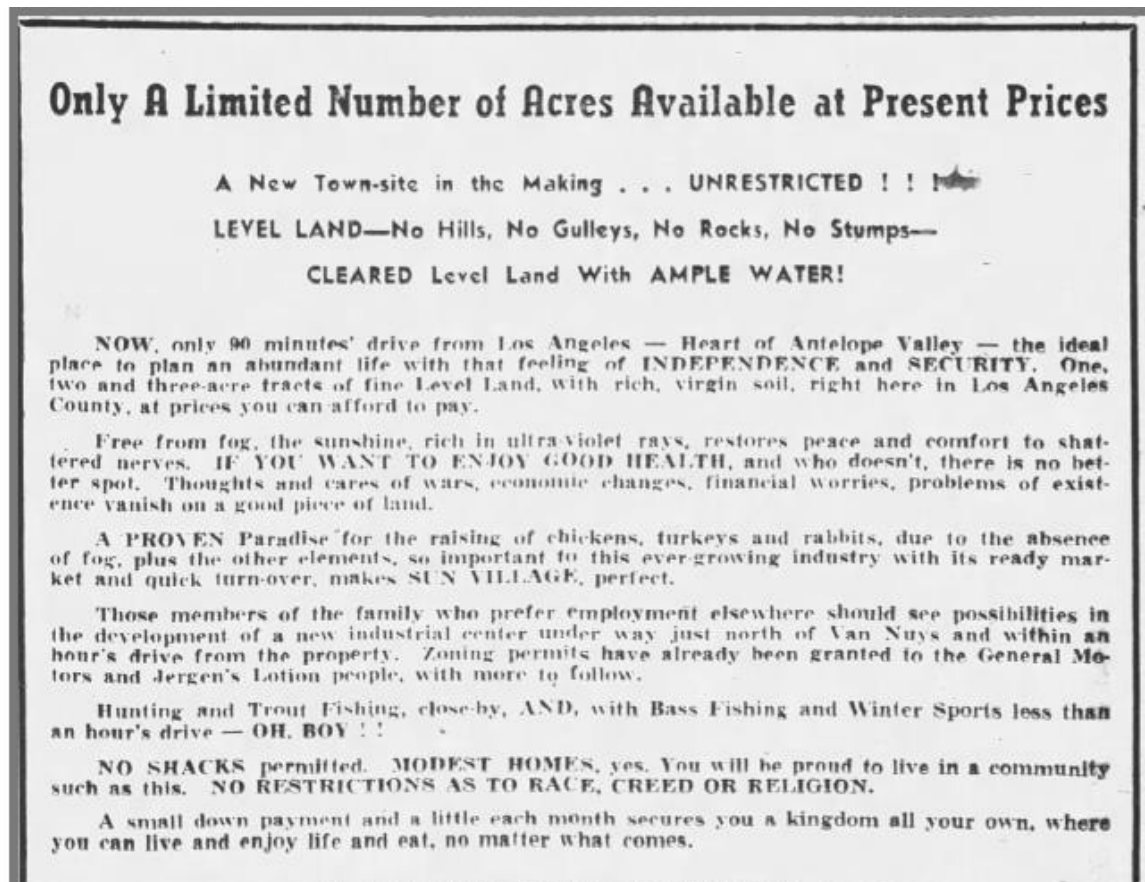 Only A Limited Number of Acres Available at Present Prices
A New Town-site in the Making . . . UNRESTRICTED ! ! !
LEVEL LAND—No Hills, No Gulleys, No Rocks, No Stumps—
CLEARED Level Land With AMPLE WATER!
NOW, only 90 minutes' drive from Los Angeles — Heart of Antelope Valley — the ideal
place to plan an abundant life with that feeling of INDEPENDENCE and SECURITY. One,
two and three-acre tracts of fine Level Land, with rich, virgin soil, right here in Los Angeles
County, at prices you can afford to pay.
Free from fog, the sunshine, rich in ultra-violet rays, restores peace and comfort to shat-
tered nerves. IF YOU WANT TO ENJOY GOOD HEALTH, and who doesn't, there is no bet-
ter spot. Thoughts and cares of wars, economic changes, financial worries, problems of exist-
ence vanish on a good piece of land.
A PROVEN Paradise for the raising of chickens, turkeys and rabbits, due to the absence
of fog, plus the other elements, so important to this ever-growing industry with its ready mar-
ket and quick turn-over, makes SUN VILLAGE, perfect.
Those members of the family who prefer employment elsewhere should see possibilities in
the development of a new industrial center under way just north of Van Nuys and within an
hour's drive from the property. Zoning permits have already been granted to the General Mo-
tors and Jergen's Lotion people, with more to follow.
Hunting and Trout Fishing, close-by, AND, with Bass Fishing and Winter Sports less than
an hour's drive — OH, BOY ! !
NO SHACKS permitted. MODEST HOMES, yes. You will be proud to live in a community
such as this. NO RESTRICTIONS AS TO RACE, CREED OR RELIGION.
A small down payment and a little each month secures you a kingdom all your own, where
you can live and enjoy life and eat, no matter what comes.